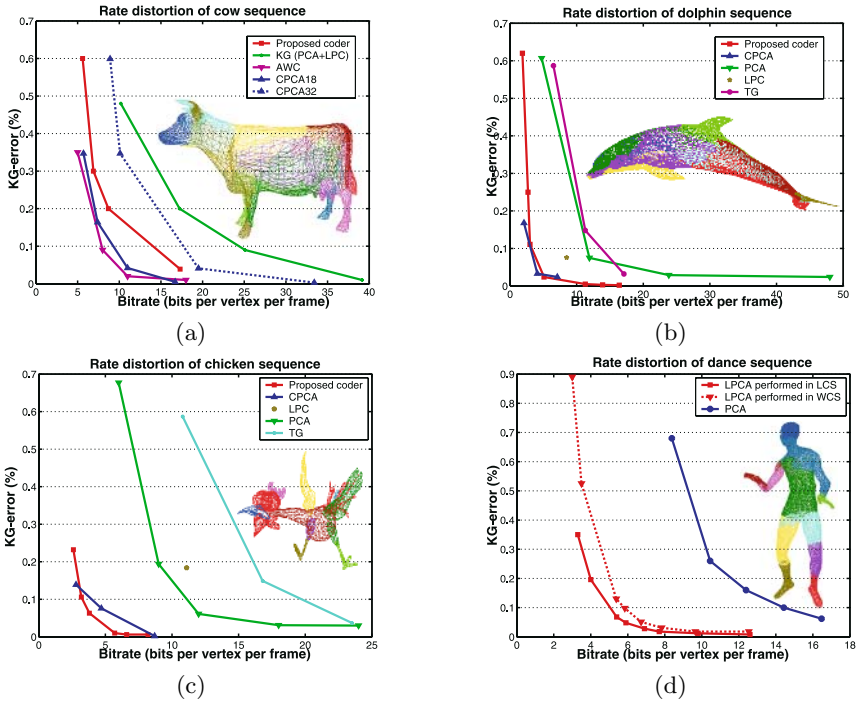 Rate distortion of cow sequence
KG-error (%)
0.7
0.6
0.5
0.4
0.3
0.2
0.1
0
0 5 10 15 20 25 30 35 40
Bitrate (bits per vertex per frame)
Proposed coder
KG (PCA+LPC)
AWC
CPCA18
CPCA32
(a)
Rate distortion of dolphin sequence
KG-error (%)
0.7
0.6
0.5
0.4
0.3
0.2
0.1
0
0 10 20 30 40 50
Bitrate (bits per vertex per frame)
Proposed coder
CPCA
PCA
LPC
TG
(b)
Rate distortion of chicken sequence
KG-error (%)
0.7
0.6
0.5
0.4
0.3
0.2
0.1
0
0 5 10 15 20 25
Bitrate (bits per vertex per frame)
Proposed coder
CPCA
LPC
PCA
TG
(c)
Rate distortion of dance sequence
KG-error (%)
0.9
0.8
0.7
0.6
0.5
0.4
0.3
0.2
0.1
0
0 2 4 6 8 10 12 14 16 18
Bitrate (bits per vertex per frame)
LPCA performed in LCS
LPCA performed in WCS
PCA
(d)